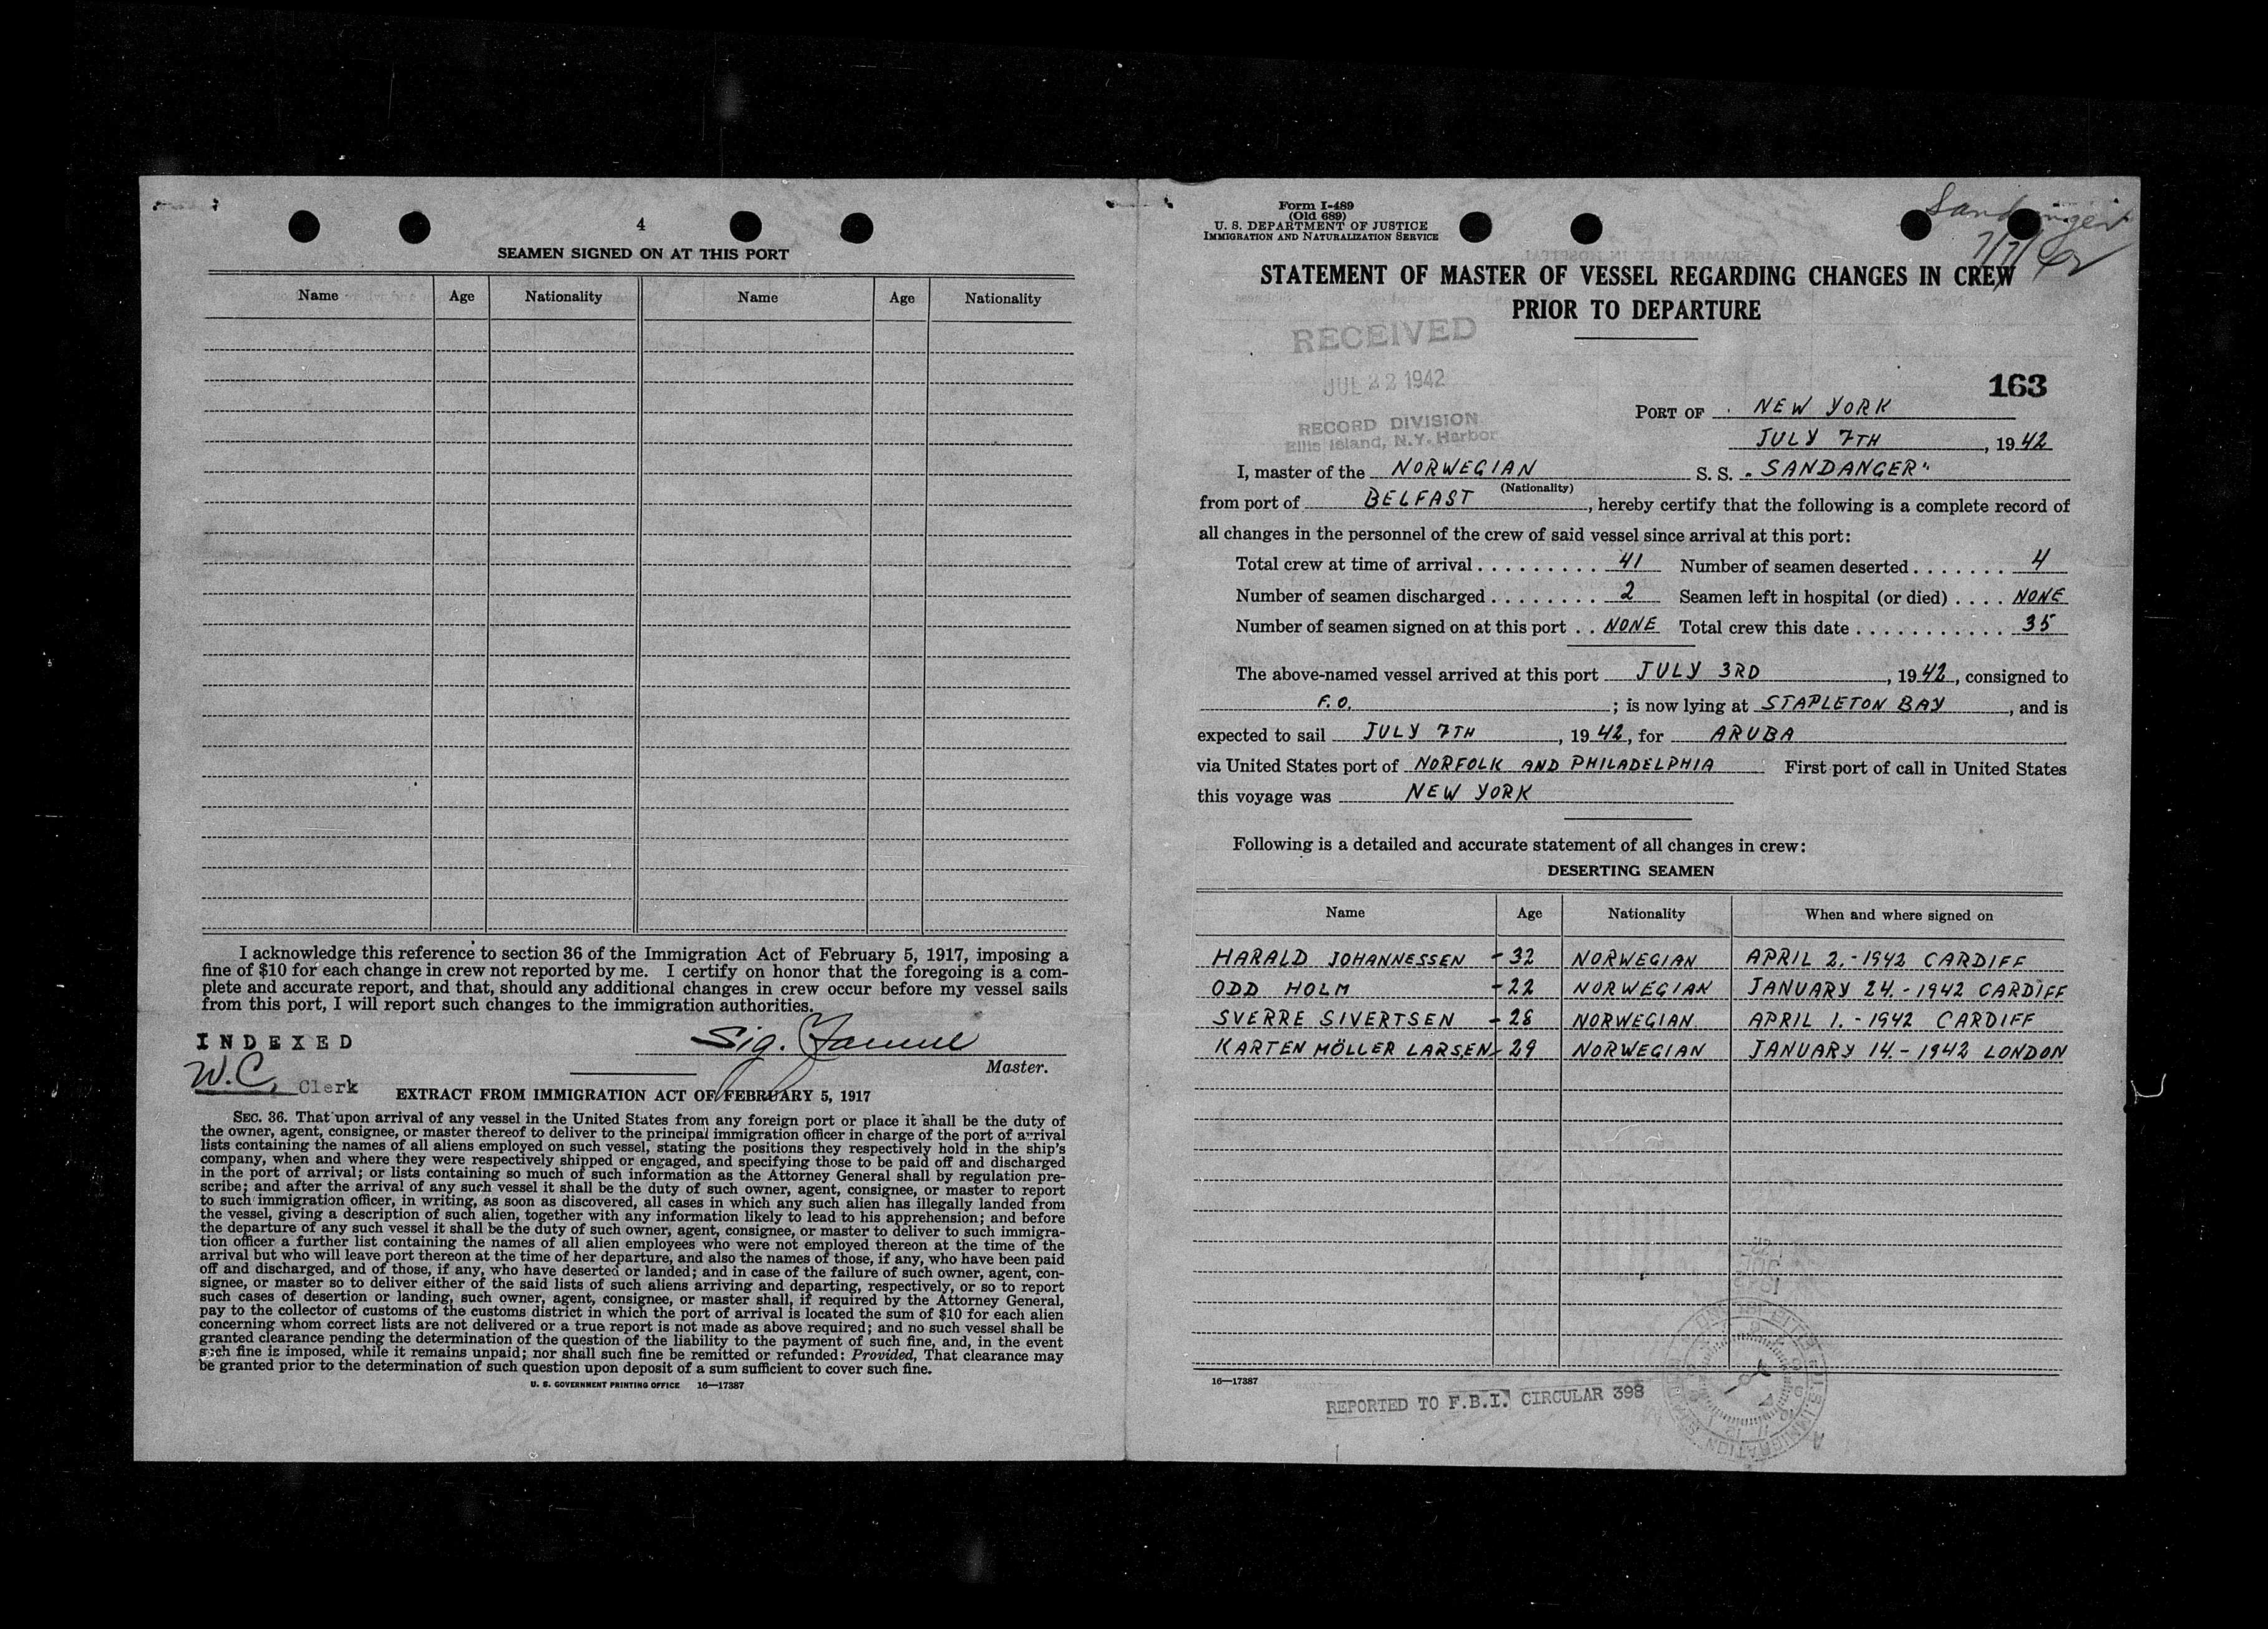 4
SEAMEN SIGNED ON AT THIS PORT
Name Age Nationality Name Age Nationality
I acknowledge this reference to section 36 of the Immigration Act of February 5, 1917, imposing a
fine of $10 for each change in crew not reported by me. I certify on honor that the foregoing is a com-
plete and accurate report, and that, should any additional changes in crew occur before my vessel sails
from this port, I will report such changes to the immigration authorities.
INDEXED
Sig.
Master.
W.C. Clerk
EXTRACT FROM IMMIGRATION ACT OF FEBRUARY 5, 1917
SEC. 36. That upon arrival of any vessel in the United States from any foreign port or place it shall be the duty of
the owner, agent, consignee, or master thereof to deliver to the principal immigration officer in charge of the port of arrival
lists containing the names of all aliens employed on such vessel, stating the positions they respectively hold in the ship's
company, when and where they were respectively shipped or engaged, and specifying those to be paid off and discharged
in the port of arrival; or lists containing so much of such information as the Attorney General shall by regulation pre-
scribe; and after the arrival of any such vessel it shall be the duty of such owner, agent, consignee, or master to report
to such immigration officer, in writing, as soon as discovered, all cases in which any such alien has illegally landed from
the vessel, giving a description of such alien, together with any information likely to lead to his apprehension; and before
the departure of any such vessel it shall be the duty of such owner, agent, consignee, or master to deliver to such immigra-
tion officer a further list containing the names of all alien employees who were not employed thereon at the time of the
arrival but who will leave port thereon at the time of her departure, and also the names of those, if any, who have been paid
off and discharged, and of those, if any, who have deserted or landed; and in case of the failure of such owner, agent, con-
signee, or master so to deliver either of the said lists of such aliens arriving and departing, respectively, or so to report
such cases of desertion or landing, such owner, agent, consignee, or master shall, if required by the Attorney General,
pay to the collector of customs of the customs district in which the port of arrival is located the sum of $10 for each alien
concerning whom correct lists are not delivered or a true report is not made as above required; and no such vessel shall be
granted clearance pending the determination of the question of the liability to the payment of such fine, and, in the event
such fine is imposed, while it remains unpaid; nor shall such fine be remitted or refunded: Provided, That clearance may
be granted prior to the determination of such question upon deposit of a sum sufficient to cover such fine.
U. S. GOVERNMENT PRINTING OFFICE 16—17387
Form I-489
(Old 689)
U. S. DEPARTMENT OF JUSTICE
IMMIGRATION AND NATURALIZATION SERVICE
Sandanger
7/7/42
STATEMENT OF MASTER OF VESSEL REGARDING CHANGES IN CREW
PRIOR TO DEPARTURE
RECEIVED
JUL 22 1942
RECORD DIVISION
Ellis Island, N.Y. Harbor
163
PORT OF NEW YORK
JULY 7TH, 1942
I, master of the NORWEGIAN S. S. "SANDANGER"
(Nationality)
from port of BELFAST, hereby certify that the following is a complete record of
all changes in the personnel of the crew of said vessel since arrival at this port:
Total crew at time of arrival . . . . . . . . . 41 Number of seamen deserted . . . . . . . 4
Number of seamen discharged . . . . . . . . 2 Seamen left in hospital (or died) . . . . NONE
Number of seamen signed on at this port . . NONE Total crew this date . . . . . . . . . . . 35
The above-named vessel arrived at this port JULY 3RD, 1942, consigned to
F.O. ; is now lying at STAPLETON BAY, and is
expected to sail JULY 7TH, 1942, for ARUBA
via United States port of NORFOLK AND PHILADELPHIA First port of call in United States
this voyage was NEW YORK
Following is a detailed and accurate statement of all changes in crew:
DESERTING SEAMEN
Name Age Nationality When and where signed on
HARALD JOHANNESSEN - 32 NORWEGIAN APRIL 2.-1942 CARDIFF
ODD HOLM - 22 NORWEGIAN JANUARY 24.-1942 CARDIFF
SVERRE SIVERTSEN - 28 NORWEGIAN APRIL 1.-1942 CARDIFF
KARTEN MÖLLER LARSEN - 29 NORWEGIAN JANUARY 14.-1942 LONDON
16—17387
REPORTED TO F.B.I. CIRCULAR 398